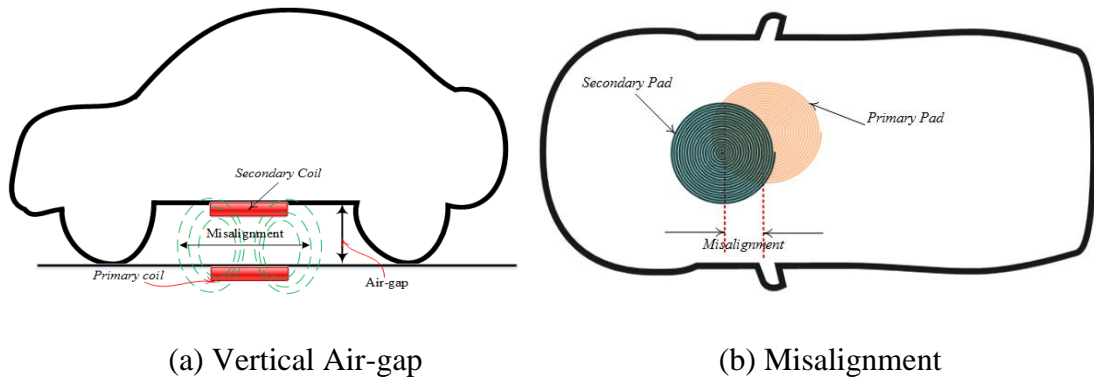 Secondary Coil
Misalignment
Primary coil
Air-gap
Secondary Pad
Primary Pad
Misalignment
(a) Vertical Air-gap
(b) Misalignment